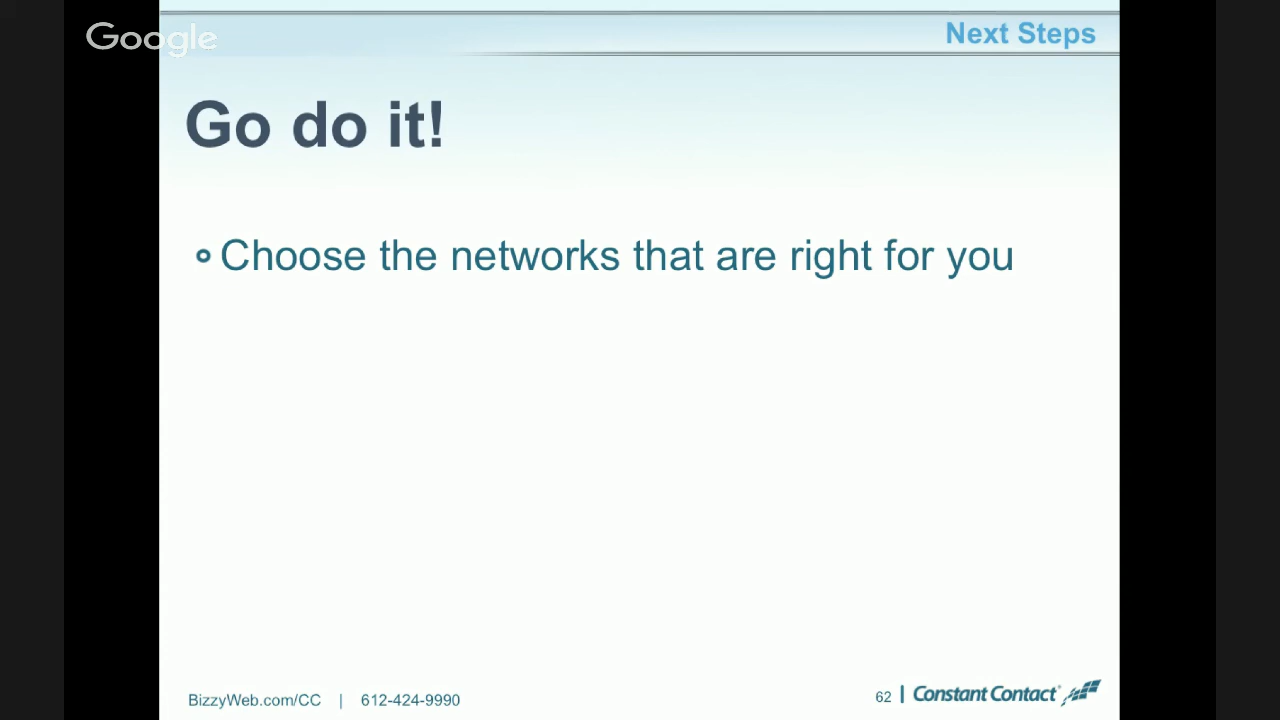 Google
Next Steps
Go do it!
Choose the networks that are right for you
BizzyWeb.com/CC | 612-424-9990
62 | Constant Contact®